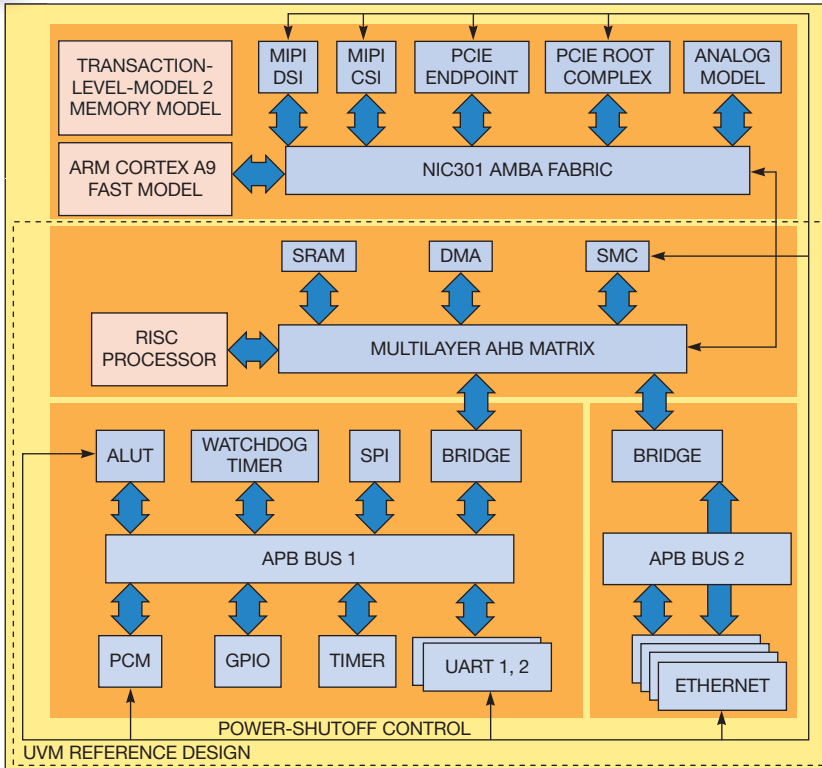 TRANSACTION-
LEVEL-MODEL 2
MEMORY MODEL
MIPI
DSI
MIPI
CSI
PCIE
ENDPOINT
PCIE ROOT
COMPLEX
ANALOG
MODEL
ARM CORTEX A9
FAST MODEL
NIC301 AMBA FABRIC
SRAM
DMA
SMC
RISC
PROCESSOR
MULTILAYER AHB MATRIX
ALUT
WATCHDOG
TIMER
SPI
BRIDGE
BRIDGE
APB BUS 1
APB BUS 2
PCM
GPIO
TIMER
UART 1, 2
ETHERNET
POWER-SHUTOFF CONTROL
UVM REFERENCE DESIGN